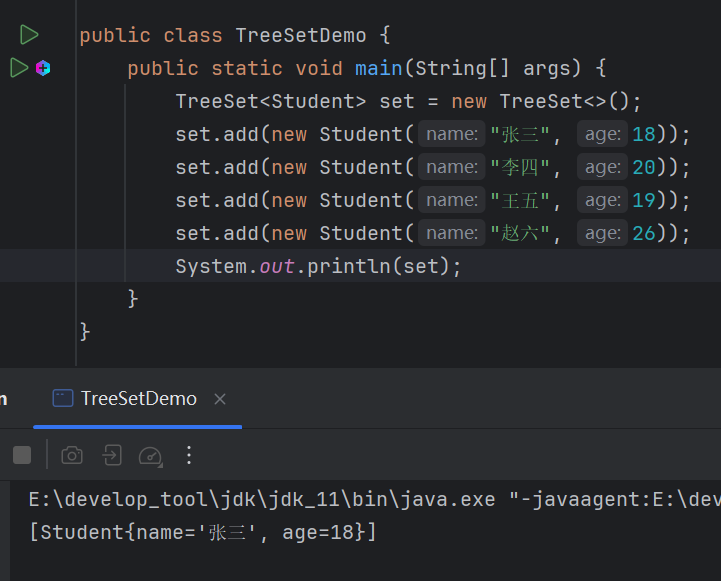 public class TreeSetDemo {
public static void main(String[] args) {
TreeSet<Student> set = new TreeSet<>();
set.add(new Student( name: "张三", age: 18));
set.add(new Student( name: "李四", age: 20));
set.add(new Student( name: "王五", age: 19));
set.add(new Student( name: "赵六", age: 26));
System.out.println(set);
}
}
n TreeSetDemo ×
E:\develop_tool\jdk\jdk_11\bin\java.exe "-javaagent:E:\dev
[Student{name='张三', age=18}]